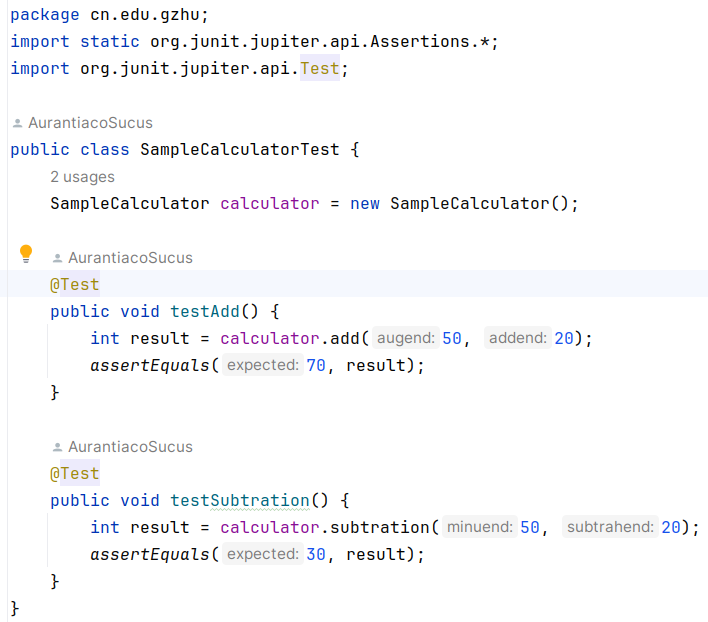 package cn.edu.gzhu;
import static org.junit.jupiter.api.Assertions.*;
import org.junit.jupiter.api.Test;
AurantiacoSucus
public class SampleCalculatorTest {
2 usages
SampleCalculator calculator = new SampleCalculator();
AurantiacoSucus
@Test
public void testAdd() {
int result = calculator.add( augend: 50, addend: 20);
assertEquals( expected: 70, result);
}
AurantiacoSucus
@Test
public void testSubtration() {
int result = calculator.subtration( minuend: 50, subtrahend: 20);
assertEquals( expected: 30, result);
}
}